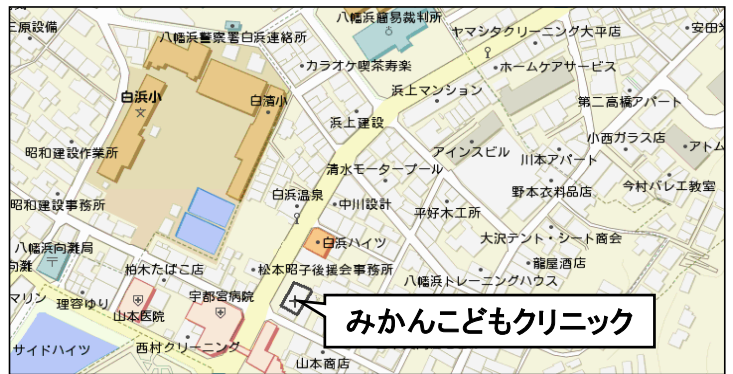 三原設備
八幡浜警察署白浜連絡所
八幡浜簡易裁判所
ヤマシタクリーニング大平店
カラオケ喫茶寿楽
ホームケアサービス
白浜小
白濱小
浜上マンション
第二高橋アパート
浜上建設
小西ガラス店
アトム
昭和建設作業所
アインスビル
川本アパート
清水モータープール
昭和建設事務所
白浜温泉
中川設計
野本衣料品店
今村バレエ教室
平好木工所
八幡浜向灘局
白浜ハイツ
大沢テント・シート商会
向灘
柏木たばこ店
松本昭子後援会事務所
龍屋酒店
八幡浜トレーニングハウス
マリン
理容ゆり
宇都宮病院
山本医院
みかんこどもクリニック
サイドハイツ
西村クリーニング
山本商店